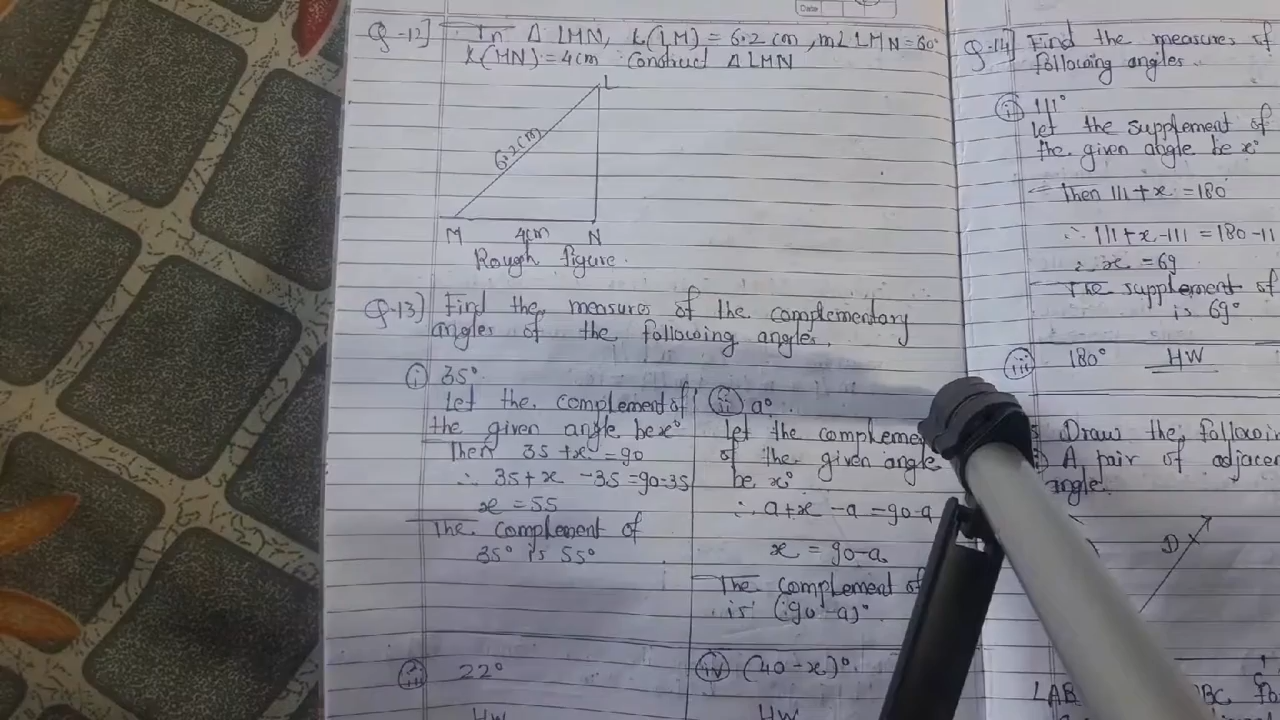 Date
Q-12] In Δ LMN, l(LM) = 6.2 cm, m∠ LMN = 60°
l(MN) = 4cm Construct Δ LMN
L
6.2cm
M 4cm N
Rough figure.
Q-13] Find the measures of the complementary
angles of the following angles.
(i) 35°
Let the complement of
the given angle be x°
Then 35 + x = 90
∴ 35 + x - 35 = 90-35
x = 55
The complement of
35° is 55°
(ii) a°.
Let the compleme
of the given angle
be x°
∴ a + x - a = 90 - a
x = 90 - a
The complement of
is (90 - a)°
22°
HW
(iv) (40 - x)°
HW
Q-14] Find the measures of
following angles.
111°
Let the supplement of
the given angle be x°
Then 111 + x = 180
∴ 111 + x - 111 = 180 - 11
∴ x = 69
The supplement of
is 69°
(iii) 180° HW
Draw the followin
A pair of adjacen
angle.
D